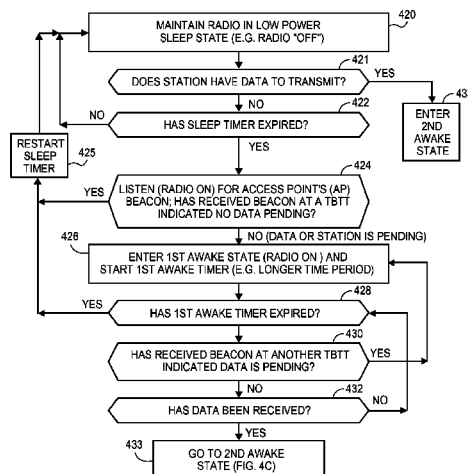 420
MAINTAIN RADIO IN LOW POWER
SLEEP STATE (E.G. RADIO "OFF")
421
DOES STATION HAVE DATA TO TRANSMIT?
YES
43
NO
422
NO
HAS SLEEP TIMER EXPIRED?
ENTER
2ND
AWAKE
STATE
RESTART
SLEEP
TIMER
425
YES
424
YES
LISTEN (RADIO ON) FOR ACCESS POINT'S (AP)
BEACON; HAS RECEIVED BEACON AT A TBTT
INDICATED NO DATA PENDING?
426
NO (DATA OR STATION IS PENDING)
ENTER 1ST AWAKE STATE (RADIO ON ) AND
START 1ST AWAKE TIMER (E.G. LONGER TIME PERIOD)
428
YES
HAS 1ST AWAKE TIMER EXPIRED?
430
HAS RECEIVED BEACON AT ANOTHER TBTT
INDICATED DATA IS PENDING?
YES
NO
432
HAS DATA BEEN RECEIVED?
NO
433
YES
GO TO 2ND AWAKE
STATE (FIG. 4C)